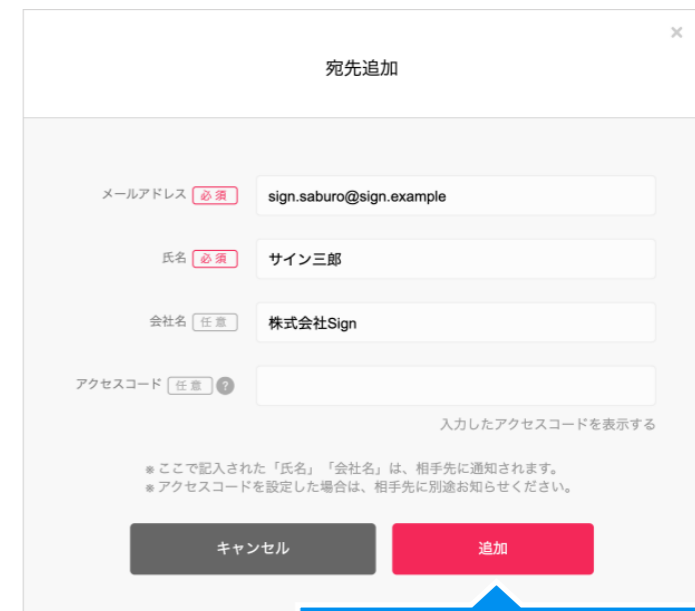 ×
宛先追加
メールアドレス 必須 sign.saburo@sign.example
氏名 必須 サイン三郎
会社名 任意 株式会社Sign
アクセスコード 任意 ?
入力したアクセスコードを表示する
※ここで記入された「氏名」「会社名」は、相手先に通知されます。
※アクセスコードを設定した場合は、相手先に別途お知らせください。
キャンセル 追加